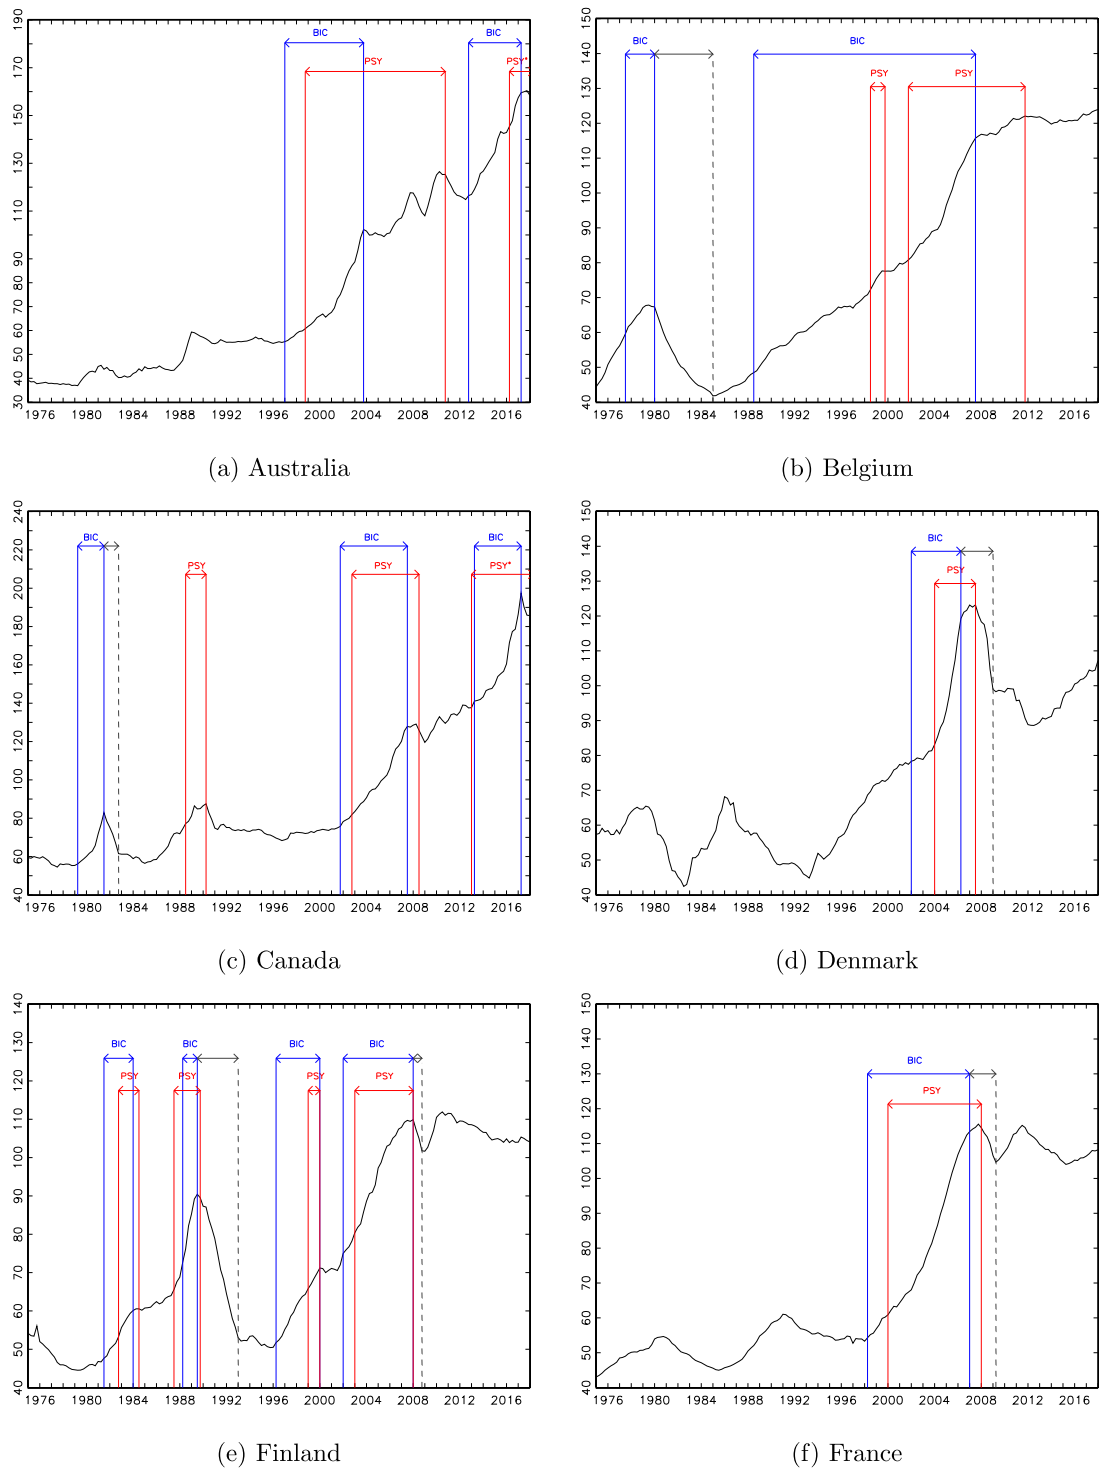 190
170
150
130
110
90
80
70
60
50
40
30
BIC
BIC
PSY
PSY*
1976 1980 1984 1988 1992 1996 2000 2004 2008 2012 2016
(a) Australia
150
140
130
120
110
100
90
80
70
60
50
40
BIC
BIC
PSY
PSY
1976 1980 1984 1988 1992 1996 2000 2004 2008 2012 2016
(b) Belgium
240
220
200
180
160
140
120
100
80
60
40
BIC
BIC
BIC
PSY
PSY
PSY*
1976 1980 1984 1988 1992 1996 2000 2004 2008 2012 2016
(c) Canada
150
140
130
120
110
100
90
80
70
60
50
40
BIC
PSY
1976 1980 1984 1988 1992 1996 2000 2004 2008 2012 2016
(d) Denmark
140
130
120
110
100
90
80
70
60
50
40
BIC
BIC
BIC
BIC
PSY
PSY
PSY
PSY
1976 1980 1984 1988 1992 1996 2000 2004 2008 2012 2016
(e) Finland
150
140
130
120
110
100
90
80
70
60
50
40
BIC
PSY
1976 1980 1984 1988 1992 1996 2000 2004 2008 2012 2016
(f) France